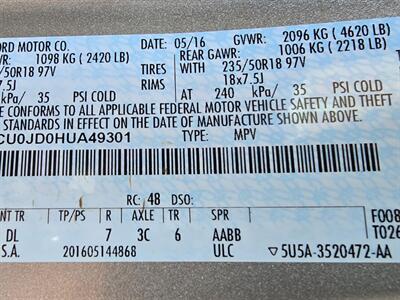 ORD MOTOR CO. DATE: 05/16 GVWR: 2096 KG ( 4620 LB)
WR: 1098 KG ( 2420 LB) REAR GAWR: 1006 KG ( 2218 LB)
/50R18 97V TIRES WITH 235/50R18 97V
.5J RIMS 18x7.5J
kPa/ 35 PSI COLD AT 240 kPa/ 35 PSI COLD
TO ALL APPLICABLE FEDERAL MOTOR VEHICLE SAFETY AND THEFT
S IN EFFECT ON THE DATE OF MANUFACTURE SHOWN ABOVE.
CU0JD0HUA49301 TYPE: MPV
RC: 48 DSO:
NT TR TP/PS R AXLE TR SPR F008
DL 7 3C 6 AABB T026
S.A. 201605144868 ULC ▽5U5A-3520472-AA